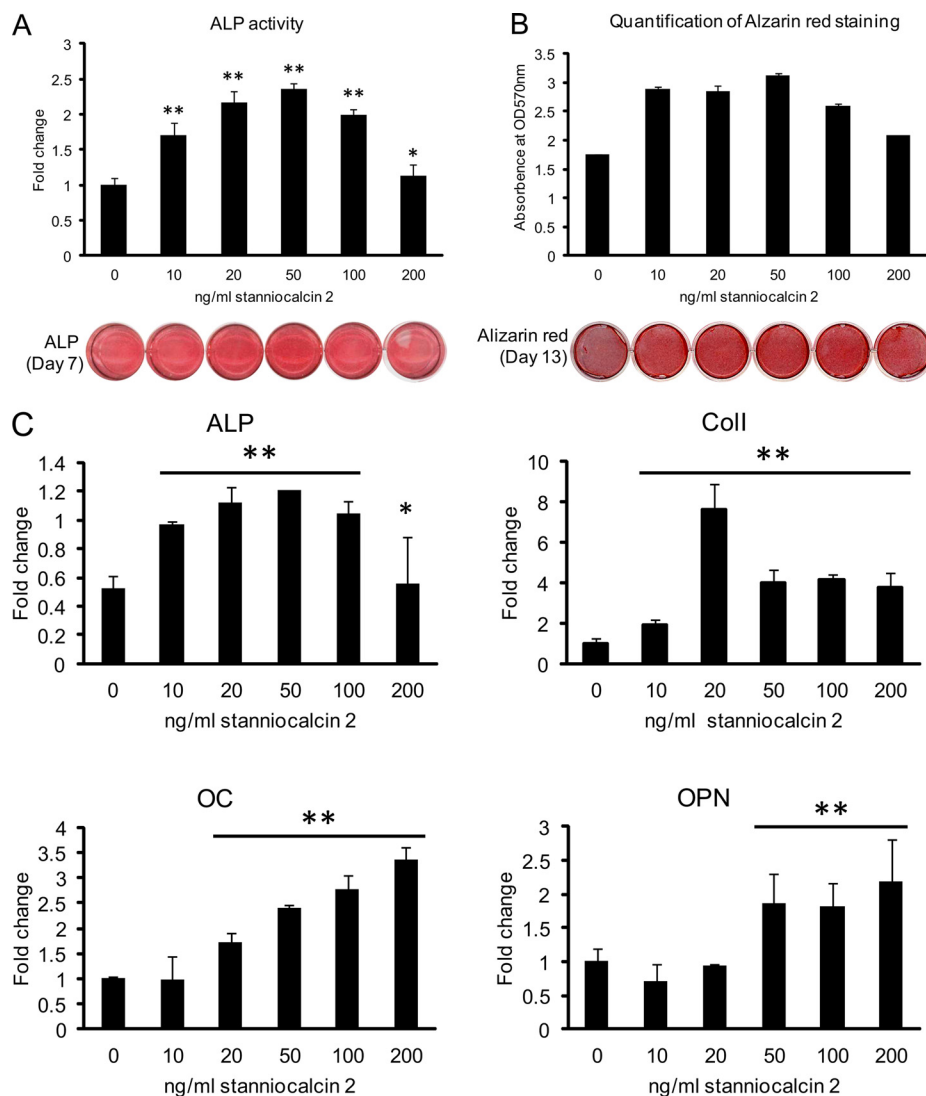 A
ALP activity
Fold change
3
2.5
2
1.5
1
0.5
0
**
**
**
**
*
0 10 20 50 100 200
ng/ml stanniocalcin 2
ALP
(Day 7)
B
Quantification of Alzarin red staining
Absorbence at OD570nm
3.5
3
2.5
2
1.5
1
0.5
0
0 10 20 50 100 200
ng/ml stanniocalcin 2
Alizarin red
(Day 13)
C
ALP
**
*
Fold change
1.4
1.2
1
0.8
0.6
0.4
0.2
0
0 10 20 50 100 200
ng/ml stanniocalcin 2
ColI
**
Fold change
10
8
6
4
2
0
0 10 20 50 100 200
ng/ml stanniocalcin 2
OC
**
Fold change
4
3.5
3
2.5
2
1.5
1
0.5
0
0 10 20 50 100 200
ng/ml stanniocalcin 2
OPN
**
Fold change
3
2.5
2
1.5
1
0.5
0
0 10 20 50 100 200
ng/ml stanniocalcin 2